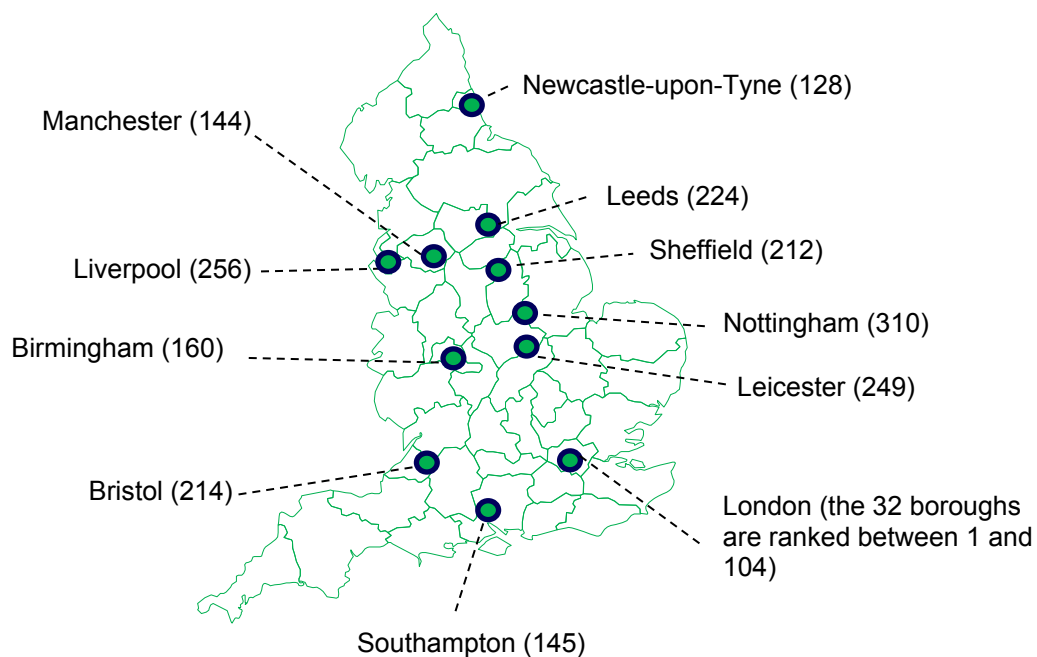 Newcastle-upon-Tyne (128)
Manchester (144)
Leeds (224)
Sheffield (212)
Liverpool (256)
Nottingham (310)
Birmingham (160)
Leicester (249)
Bristol (214)
London (the 32 boroughs
are ranked between 1 and
104)
Southampton (145)